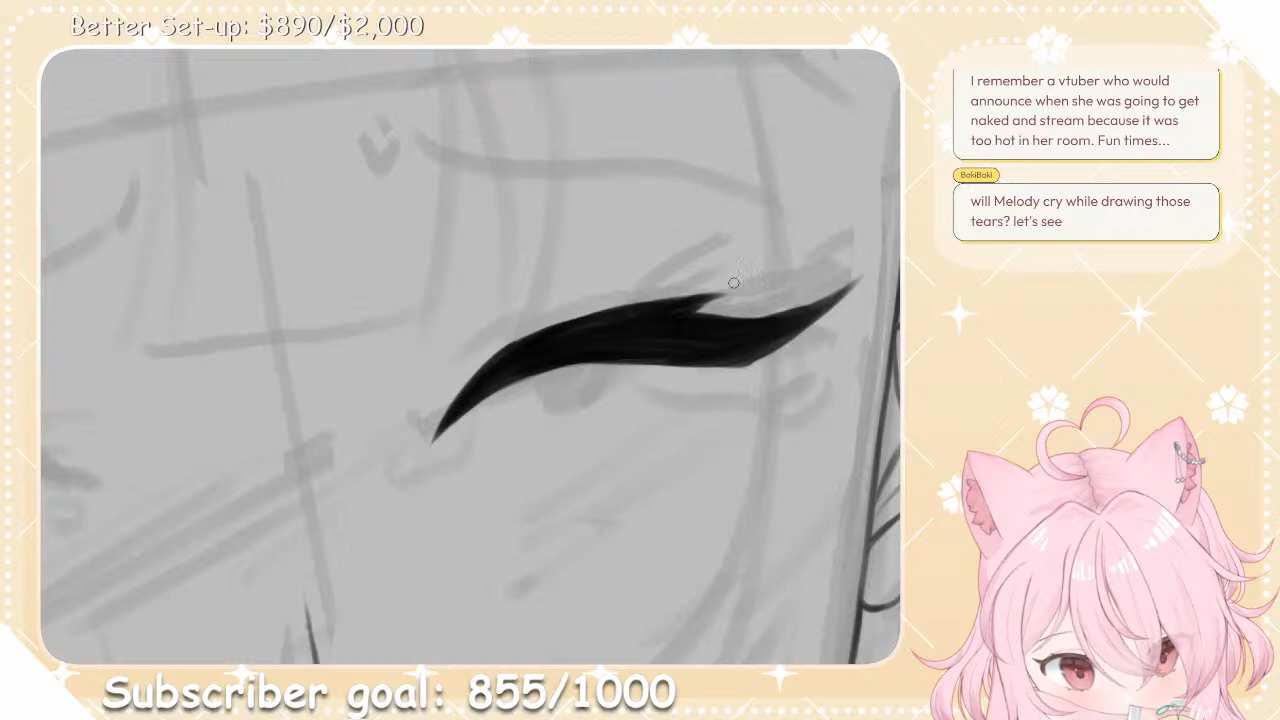 Better Set-up: $890/$2,000
I remember a vtuber who would
announce when she was going to get
naked and stream because it was
too hot in her room. Fun times...
BakiBaki
will Melody cry while drawing those
tears? let's see
Subscriber goal: 855/1000